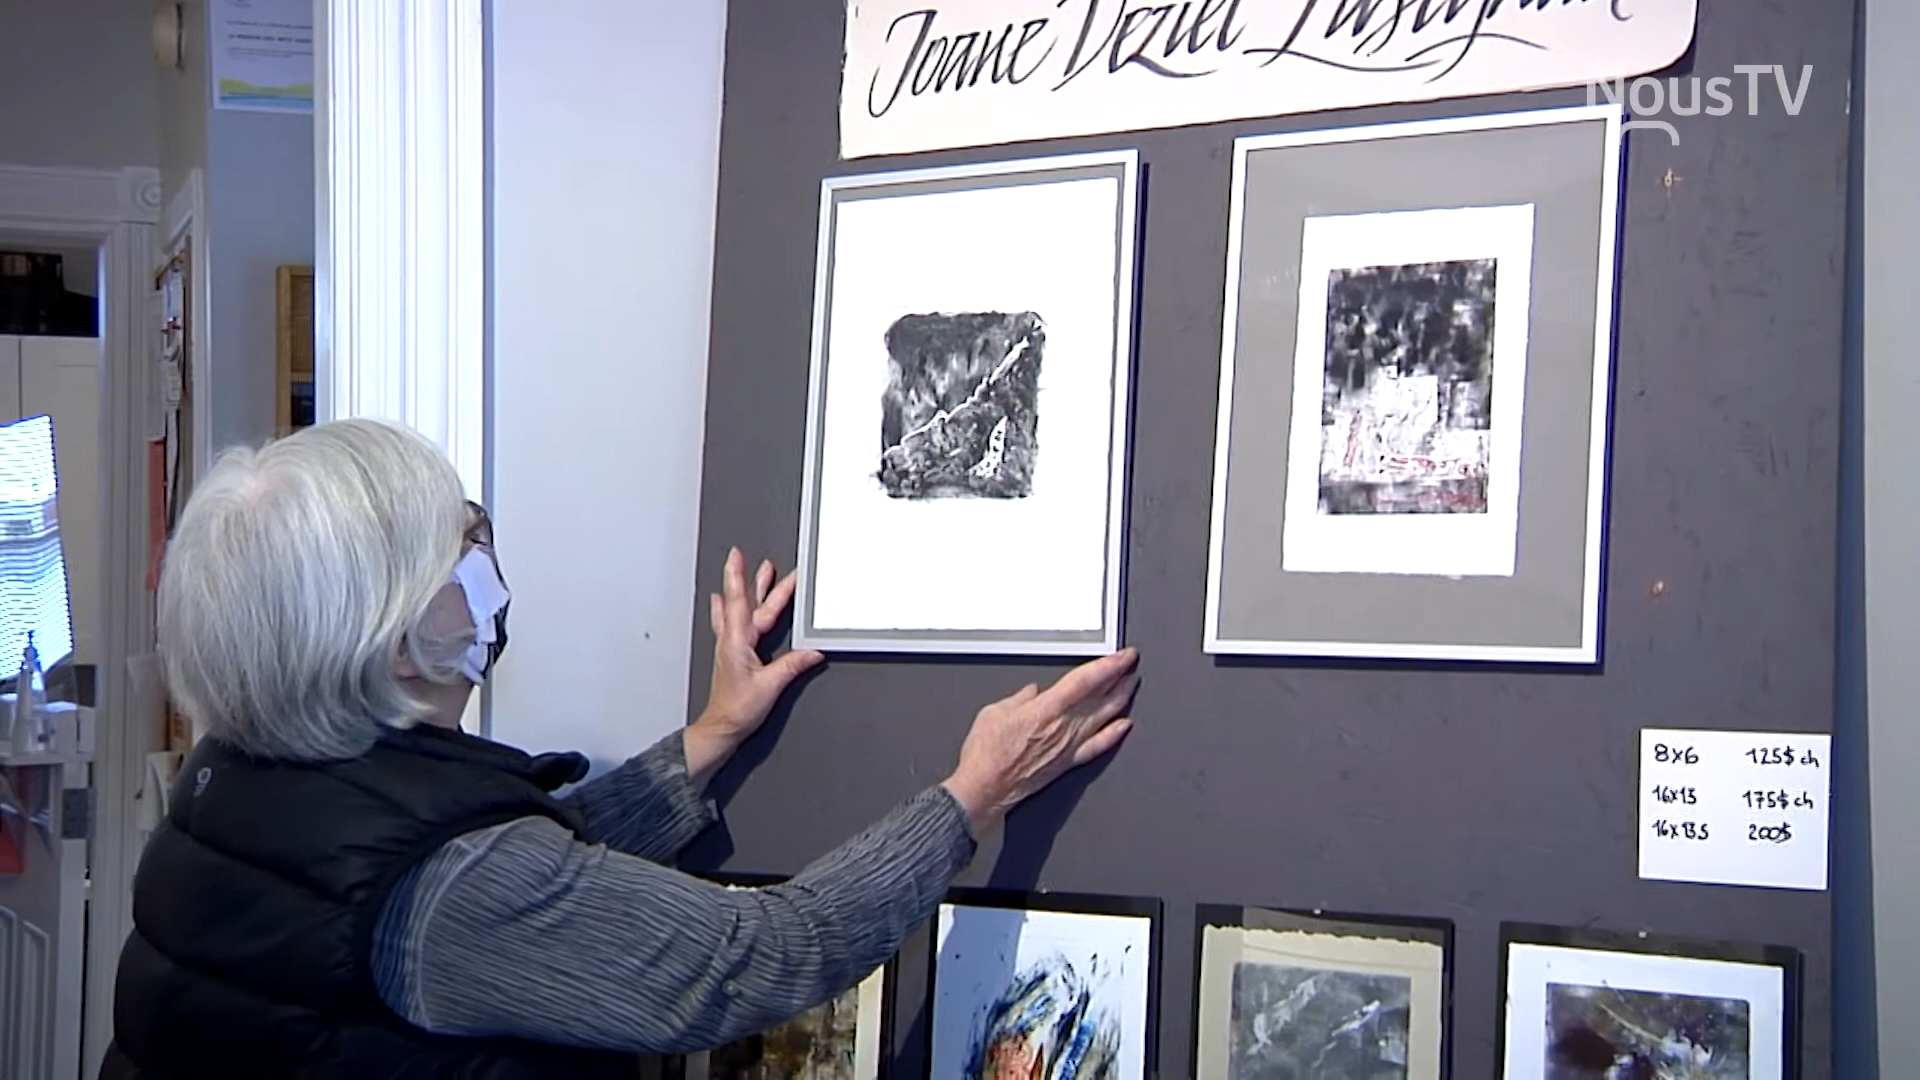 Joane Deziel
NousTV
8x6 125$ ch
16x13 175$ ch
16x13.5 200$